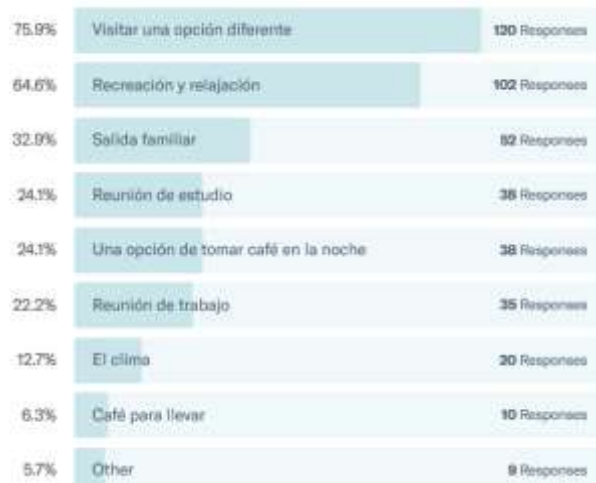 75.9% Visitar una opción diferente 120 Responses
64.6% Recreación y relajación 102 Responses
32.9% Salida familiar 52 Responses
24.1% Reunión de estudio 38 Responses
24.1% Una opción de tomar café en la noche 38 Responses
22.2% Reunión de trabajo 35 Responses
12.7% El clima 20 Responses
6.3% Café para llevar 10 Responses
5.7% Other 9 Responses